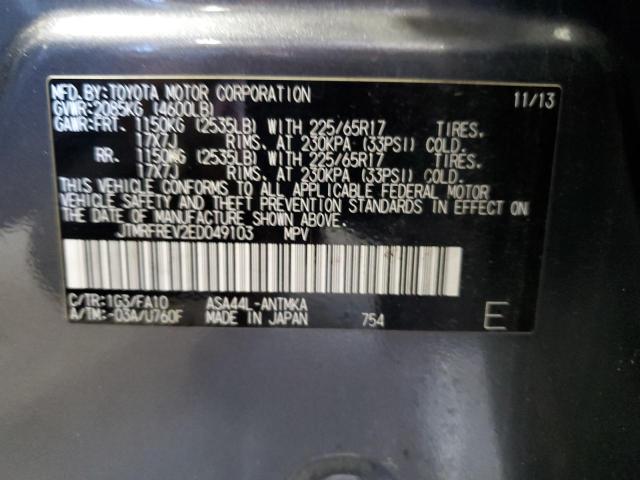 MFD.BY:TOYOTA MOTOR CORPORATION 11/13
GVWR:2085KG (4600LB)
GAWR:FRT. 1150KG (2535LB) WITH 225/65R17 TIRES.
17X7J RIMS. AT 230KPA (33PSI) COLD.
RR. 1150KG (2535LB) WITH 225/65R17 TIRES.
17X7J RIMS. AT 230KPA (33PSI) COLD.
THIS VEHICLE CONFORMS TO ALL APPLICABLE FEDERAL MOTOR
VEHICLE SAFETY AND THEFT PREVENTION STANDARDS IN EFFECT ON
THE DATE OF MANUFACTURE SHOWN ABOVE.
JTMRFREV2ED049103 MPV
C/TR:1G3/FA10 ASA44L-ANTMKA
A/TM:-03A/U760F MADE IN JAPAN 754 E